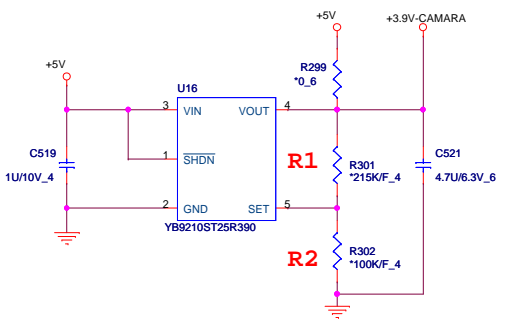 +5V
+3.9V-CAMARA
R299
*0_6
+5V
U16
3 VIN VOUT 4
1 SHDN
2 GND SET 5
YB9210ST25R390
C519
1U/10V_4
R1
R301
*215K/F_4
C521
4.7U/6.3V_6
R2
R302
*100K/F_4